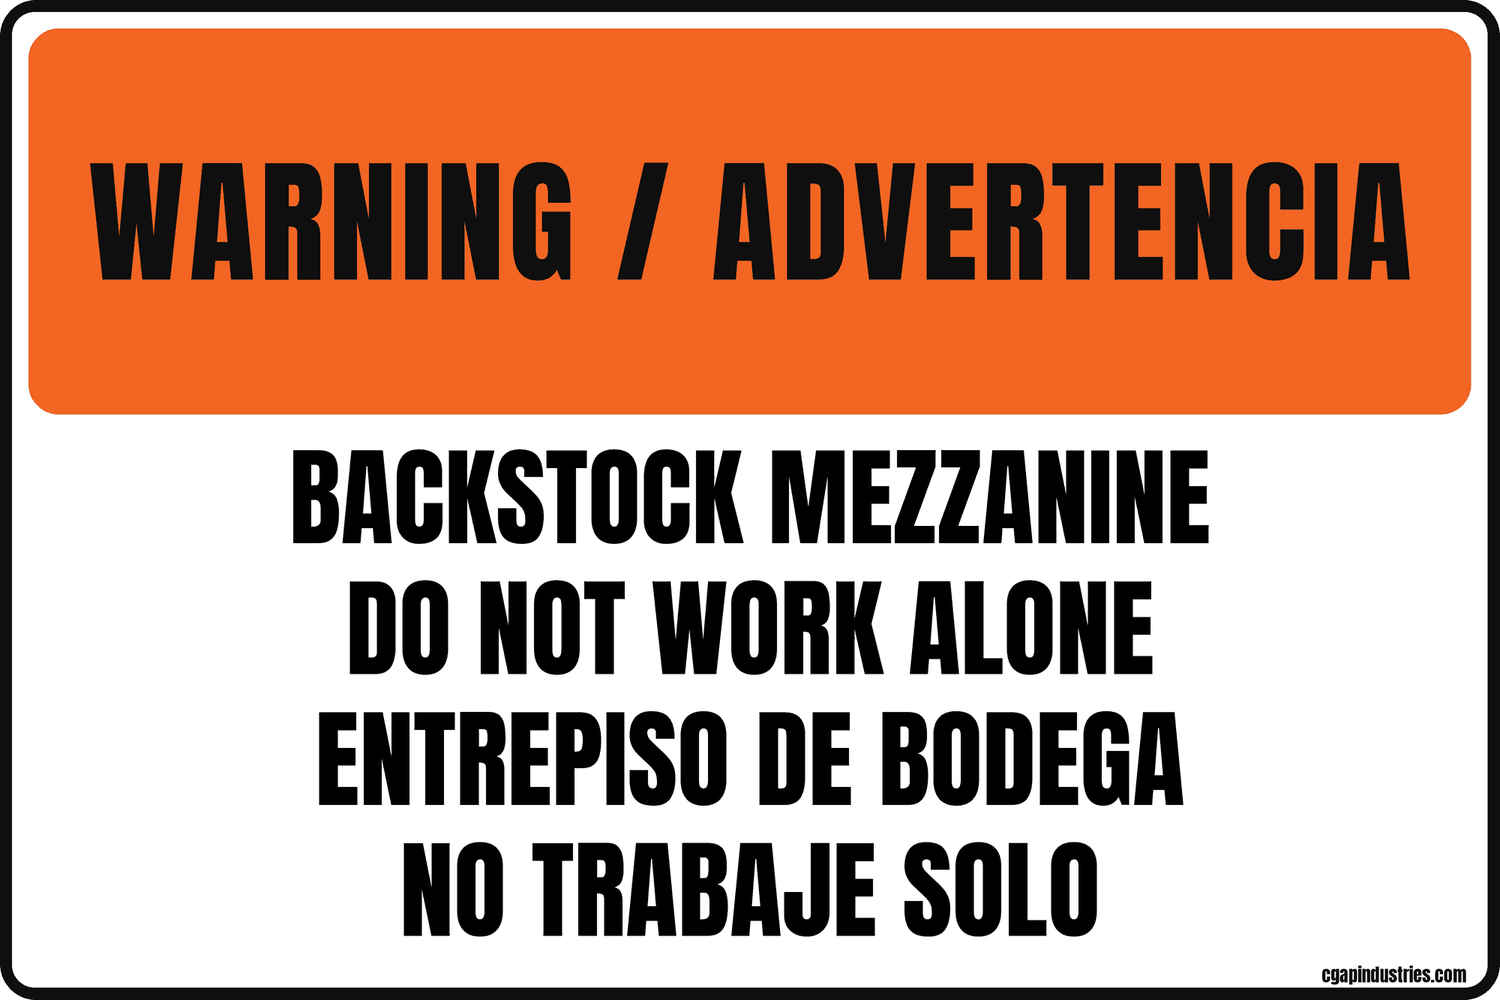 WARNING / ADVERTENCIA
BACKSTOCK MEZZANINE
DO NOT WORK ALONE
ENTREPISO DE BODEGA
NO TRABAJE SOLO
cgapindustries.com